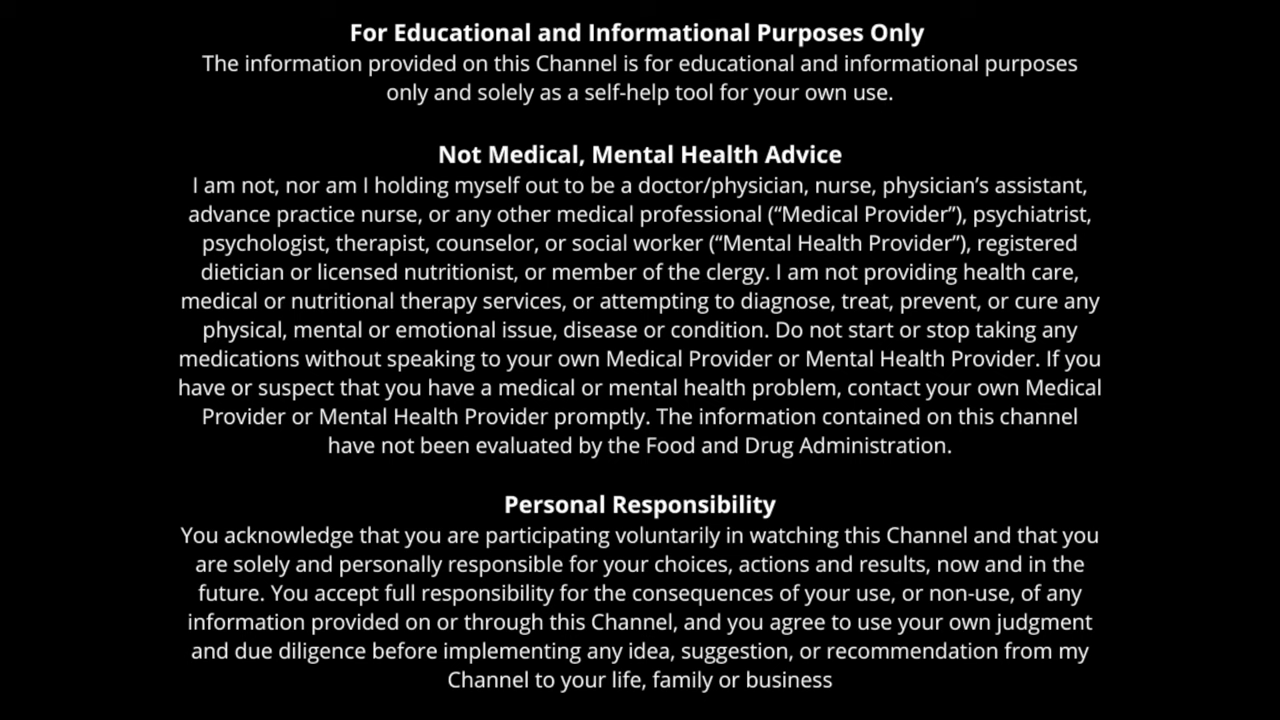 For Educational and Informational Purposes Only
The information provided on this Channel is for educational and informational purposes
only and solely as a self-help tool for your own use.
Not Medical, Mental Health Advice
I am not, nor am I holding myself out to be a doctor/physician, nurse, physician’s assistant,
advance practice nurse, or any other medical professional (“Medical Provider”), psychiatrist,
psychologist, therapist, counselor, or social worker (“Mental Health Provider”), registered
dietician or licensed nutritionist, or member of the clergy. I am not providing health care,
medical or nutritional therapy services, or attempting to diagnose, treat, prevent, or cure any
physical, mental or emotional issue, disease or condition. Do not start or stop taking any
medications without speaking to your own Medical Provider or Mental Health Provider. If you
have or suspect that you have a medical or mental health problem, contact your own Medical
Provider or Mental Health Provider promptly. The information contained on this channel
have not been evaluated by the Food and Drug Administration.
Personal Responsibility
You acknowledge that you are participating voluntarily in watching this Channel and that you
are solely and personally responsible for your choices, actions and results, now and in the
future. You accept full responsibility for the consequences of your use, or non-use, of any
information provided on or through this Channel, and you agree to use your own judgment
and due diligence before implementing any idea, suggestion, or recommendation from my
Channel to your life, family or business